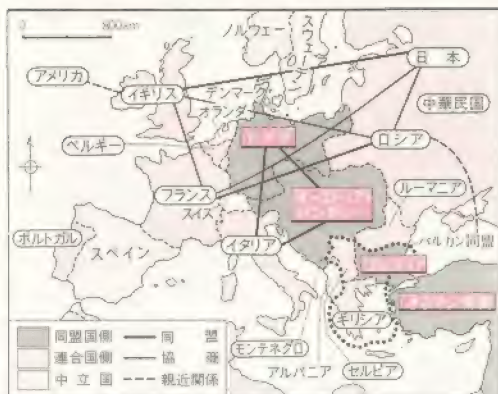 0 800km
ノルウェー
スウェーデン
日本
アメリカ
イギリス
デンマーク
オランダ
中華民国
ベルギー
ロシア
フランス
スイス
ルーマニア
ポルトガル
スペイン
イタリア
バルカン同盟
ギリシア
モンテネグロ
アルバニア
セルビア
同盟国側 同盟
連合国側 協商
中立国 親近関係